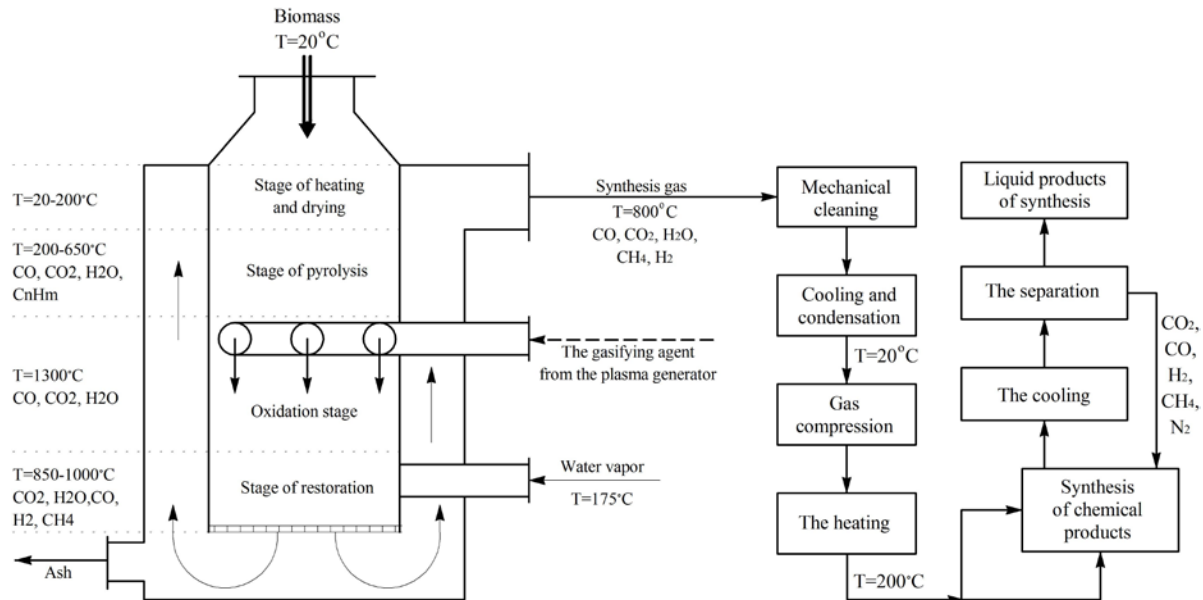 Biomass
T=20°C
T=20-200°C
T=200-650°C
CO, CO2, H2O,
CnHm
T=1300°C
CO, CO2, H2O
T=850-1000°C
CO2, H2O,CO,
H2, CH4
Ash
Stage of heating
and drying
Stage of pyrolysis
Oxidation stage
Stage of restoration
Synthesis gas
T=800°C
CO, CO₂, H₂O,
CH₄, H₂
The gasifying agent
from the plasma generator
Water vapor
T=175°C
Mechanical
cleaning
Cooling and
condensation
T=20°C
Gas
compression
The heating
T=200°C
Liquid products
of synthesis
The separation
The cooling
Synthesis
of chemical
products
CO₂,
CO,
H₂,
CH₄,
N₂